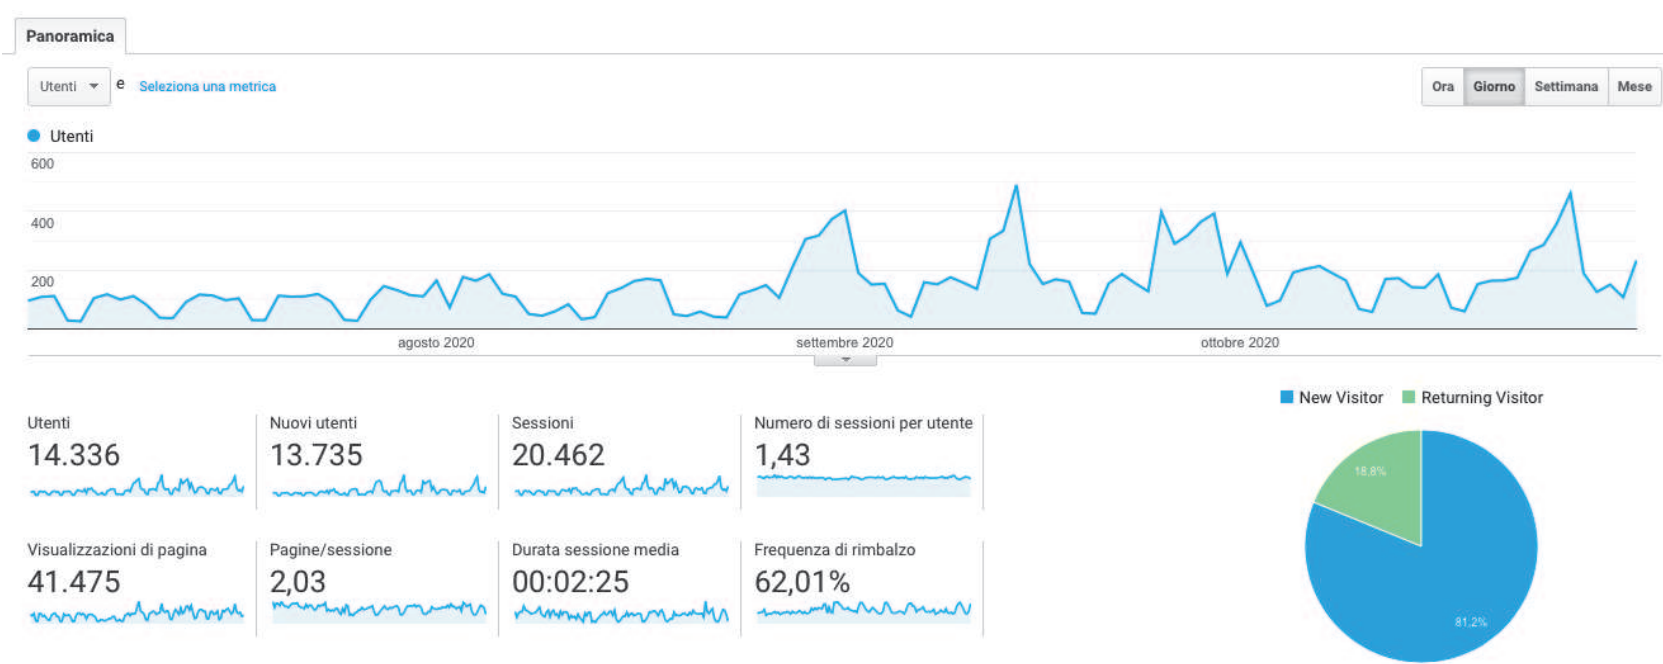 Panoramica
Utenti e Seleziona una metrica
Ora Giorno Settimana Mese
Utenti
600
400
200
agosto 2020 settembre 2020 ottobre 2020
New Visitor Returning Visitor
Utenti Nuovi utenti Sessioni Numero di sessioni per utente
14.336 13.735 20.462 1,43
18,8%
Visualizzazioni di pagina Pagine/sessione Durata sessione media Frequenza di rimbalzo
41.475 2,03 00:02:25 62,01%
81,2%